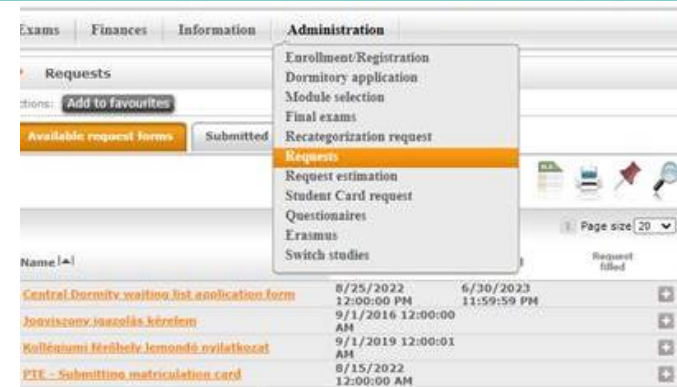 Exams Finances Information Administration
Enrollment/Registration
Requests
Dormitory application
Module selection
Add to favourites
Final exams
Available request forms Submitted
Recategorization request
Requests
Request estimation
Student Card request
Questionaires
Page size 20
Erasmus
Switch studies
Name
Request
filled
Central Dormity waiting list application form 8/25/2022 6/30/2023
12:00:00 PM 11:59:59 PM
Jogviszony igazolás kérelem 9/1/2016 12:00:00
AM
Kollégiumi férőhely lemondó nyilatkozat 9/1/2019 12:00:01
AM
PTE - Submitting matriculation card 8/15/2022
12:00:00 AM